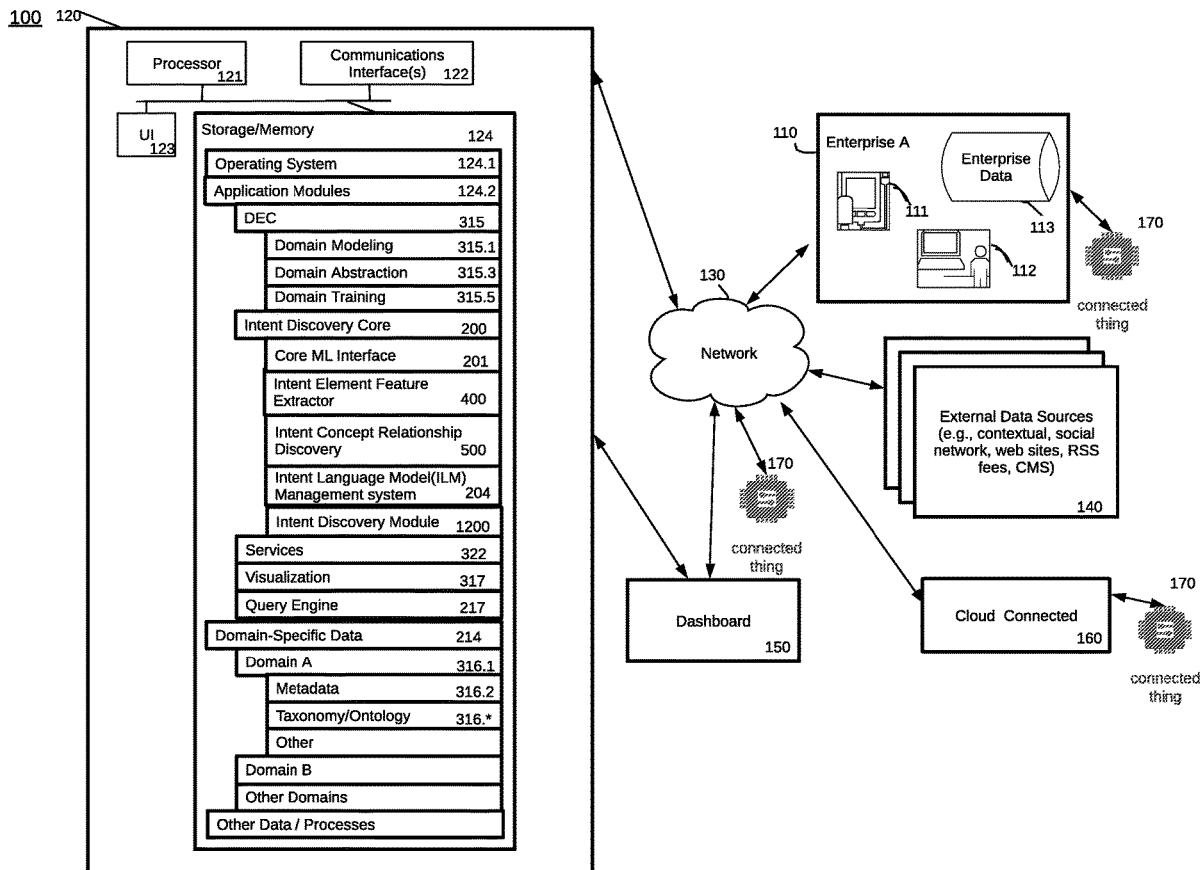 100
120
Processor
121
Communications
Interface(s)
122
UI
123
Storage/Memory
124
Operating System 124.1
Application Modules 124.2
DEC 315
Domain Modeling 315.1
Domain Abstraction 315.3
Domain Training 315.5
Intent Discovery Core 200
Core ML Interface 201
Intent Element Feature
Extractor 400
Intent Concept Relationship
Discovery 500
Intent Language Model(ILM)
Management system 204
Intent Discovery Module 1200
Services 322
Visualization 317
Query Engine 217
Domain-Specific Data 214
Domain A 316.1
Metadata 316.2
Taxonomy/Ontology 316.*
Other
Domain B
Other Domains
Other Data / Processes
110
Enterprise A
111
112
Enterprise
Data
113
170
connected
thing
130
Network
External Data Sources
(e.g., contextual, social
network, web sites, RSS
fees, CMS)
140
170
connected
thing
Dashboard
150
Cloud Connected
160
170
connected
thing